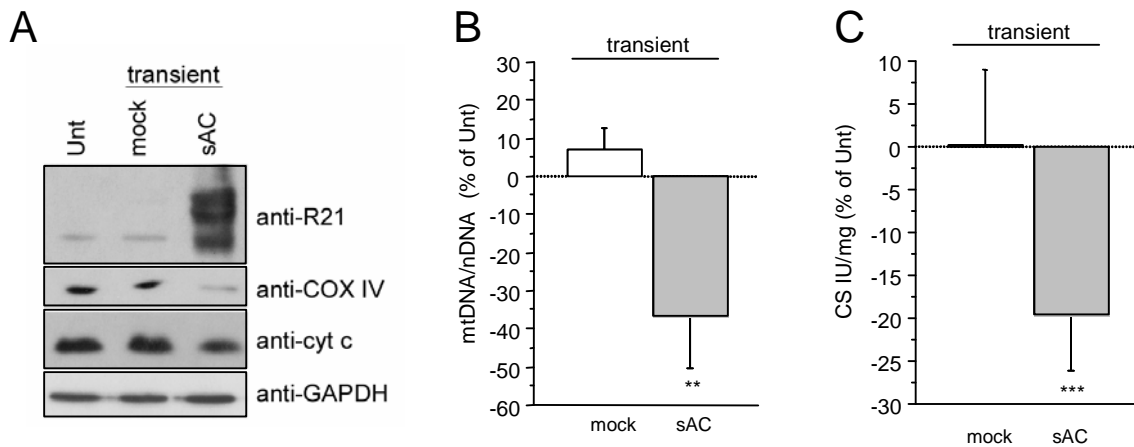 A
transient
Unt
mock
sAC
anti-R21
anti-COX IV
anti-cyt c
anti-GAPDH
B
transient
mtDNA/nDNA (% of Unt)
30
20
10
0
-10
-20
-30
-40
-50
-60
**
mock sAC
C
transient
CS IU/mg (% of Unt)
10
5
0
-5
-10
-15
-20
-25
-30
***
mock sAC